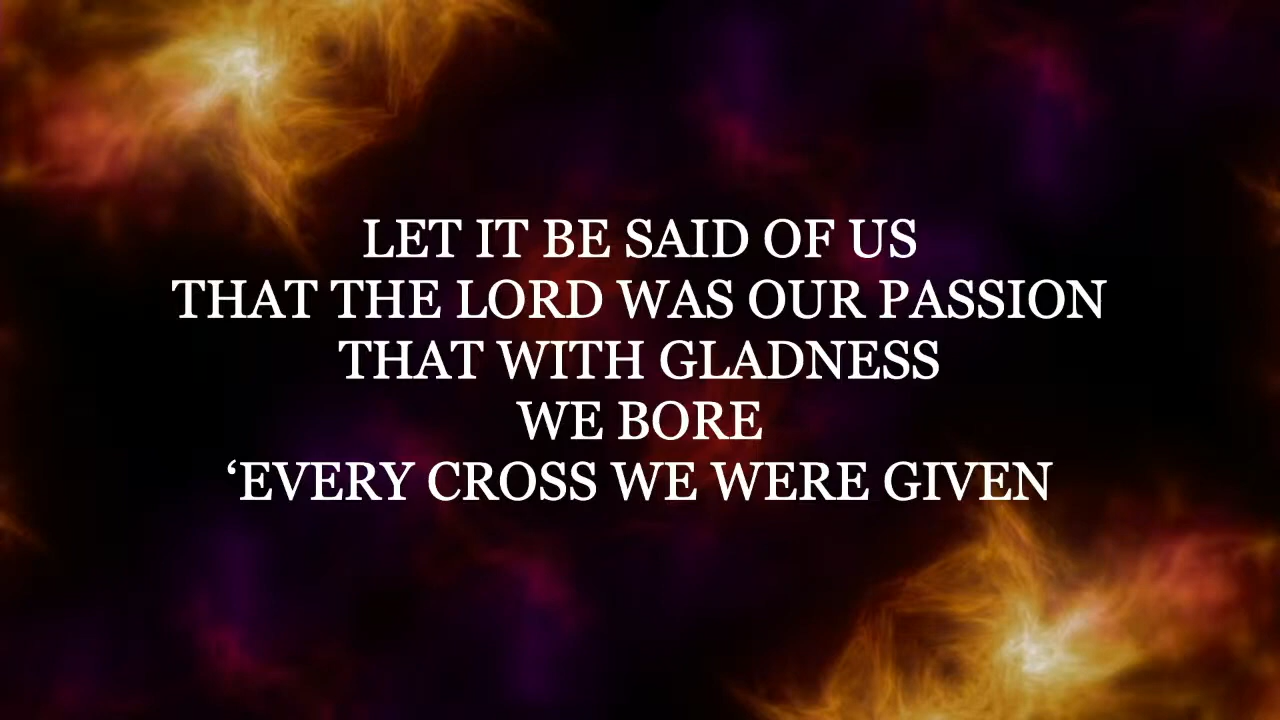 LET IT BE SAID OF US
THAT THE LORD WAS OUR PASSION
THAT WITH GLADNESS
WE BORE
‘EVERY CROSS WE WERE GIVEN